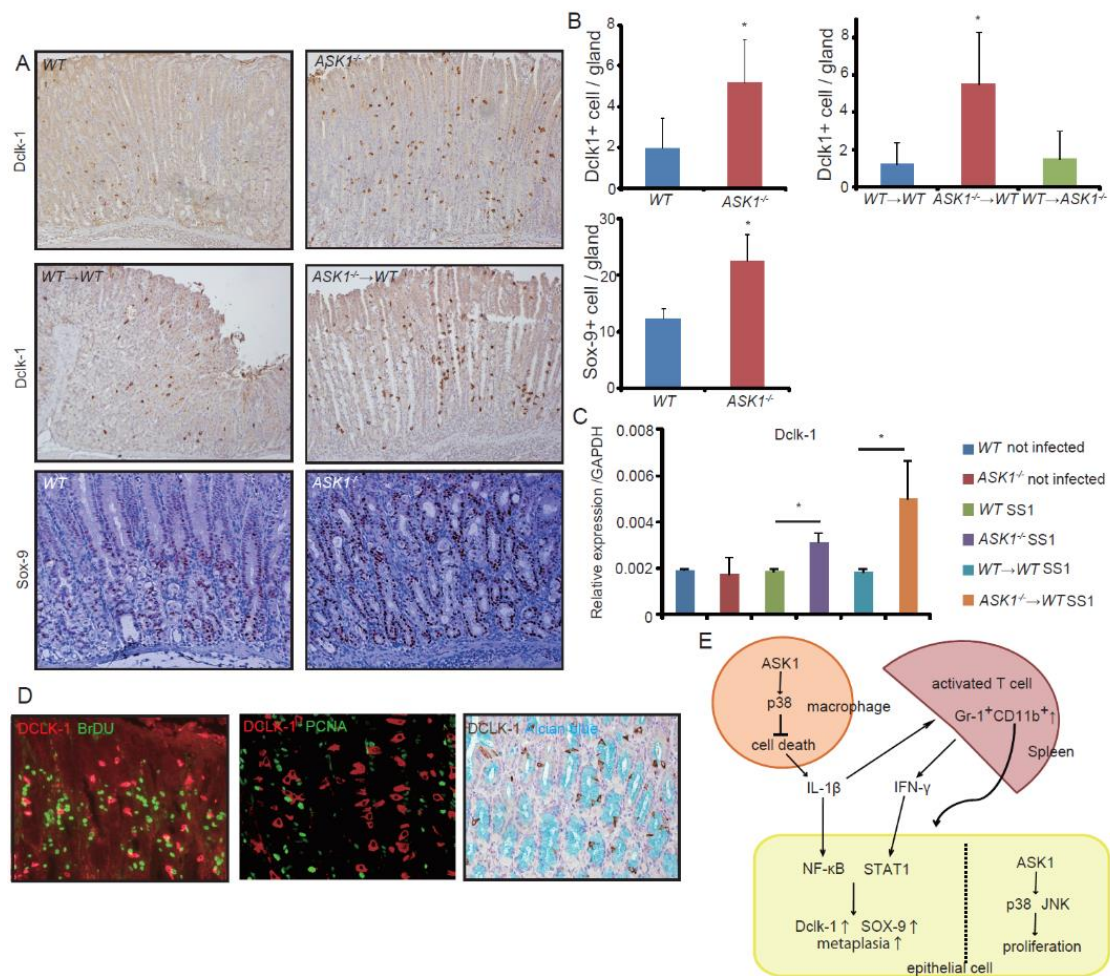 A
WT
ASK1-/-
Dclk-1
WT→WT
ASK1-/-→WT
Dclk-1
WT
ASK1-/-
Sox-9
B
Dclk1+ cell / gland
8
6
4
2
0
*
WT
ASK1-/-
Dclk1+ cell / gland
8
6
4
2
0
*
WT→WT ASK1-/-→WT WT→ASK1-/-
Sox-9+ cell / gland
30
20
10
0
*
WT
ASK1-/-
C
Dclk-1
Relative expression /GAPDH
0.008
0.006
0.004
0.002
0
*
*
WT not infected
ASK1-/- not infected
WT SS1
ASK1-/- SS1
WT→WT SS1
ASK1-/-→WT SS1
D
DCLK-1 BrDU
DCLK-1 PCNA
DCLK-1 Alcian blue
E
ASK1
p38
macrophage
cell death
activated T cell
Gr-1+CD11b+↑
Spleen
IL-1β
IFN-γ
NF-κB STAT1
Dclk-1↑ SOX-9↑
metaplasia↑
ASK1
p38 JNK
proliferation
epithelial cell